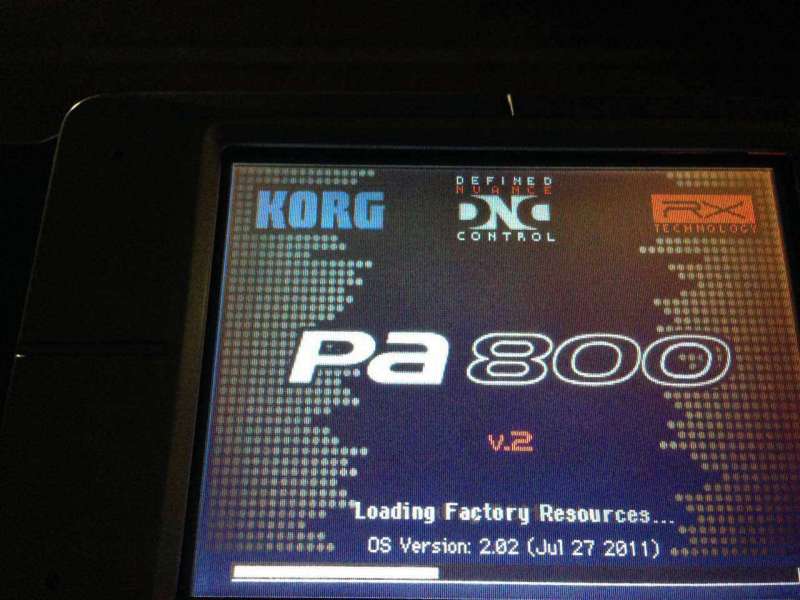 KORG
DEFINED
NUANCE
DNC
CONTROL
RX
TECHNOLOGY
Pa 800
v.2
Loading Factory Resources...
OS Version: 2.02 (Jul 27 2011)